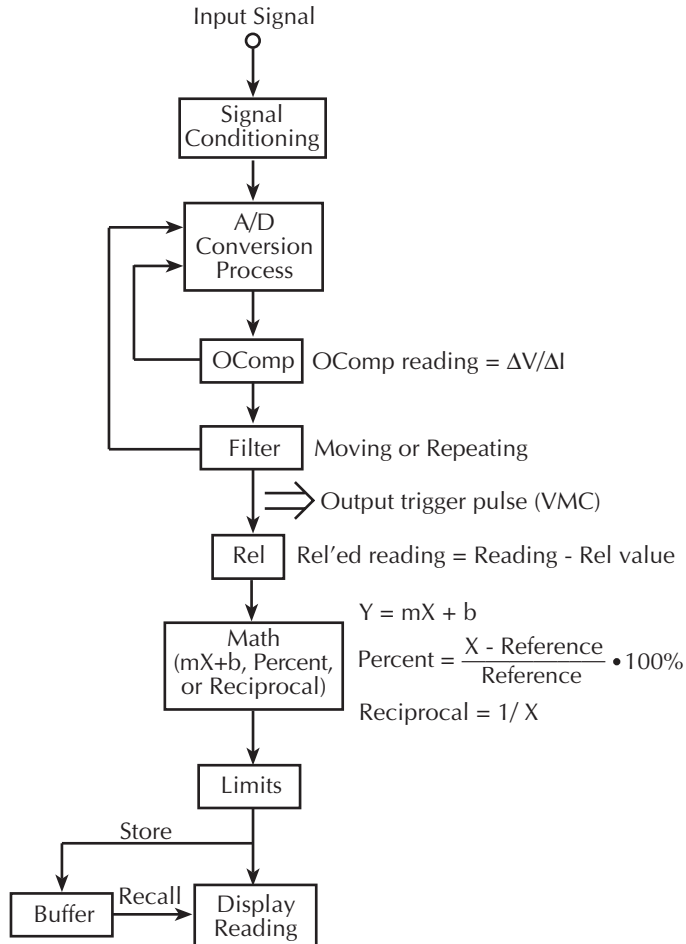 Input Signal
Signal
Conditioning
A/D
Conversion
Process
OComp
OComp reading = ΔV/ΔI
Filter
Moving or Repeating
Output trigger pulse (VMC)
Rel
Rel'ed reading = Reading - Rel value
Math
(mX+b, Percent,
or Reciprocal)
Y = mX + b
Percent = X - Reference / Reference • 100%
Reciprocal = 1/ X
Limits
Store
Buffer
Recall
Display
Reading